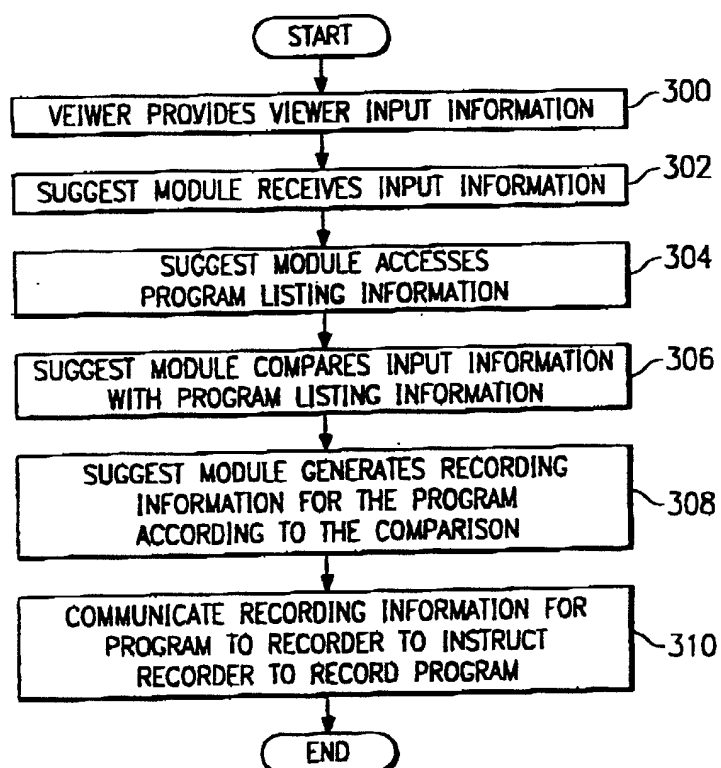 START
VEIWER PROVIDES VIEWER INPUT INFORMATION
300
SUGGEST MODULE RECEIVES INPUT INFORMATION
302
SUGGEST MODULE ACCESSES
PROGRAM LISTING INFORMATION
304
SUGGEST MODULE COMPARES INPUT INFORMATION
WITH PROGRAM LISTING INFORMATION
306
SUGGEST MODULE GENERATES RECORDING
INFORMATION FOR THE PROGRAM
ACCORDING TO THE COMPARISON
308
COMMUNICATE RECORDING INFORMATION FOR
PROGRAM TO RECORDER TO INSTRUCT
RECORDER TO RECORD PROGRAM
310
END